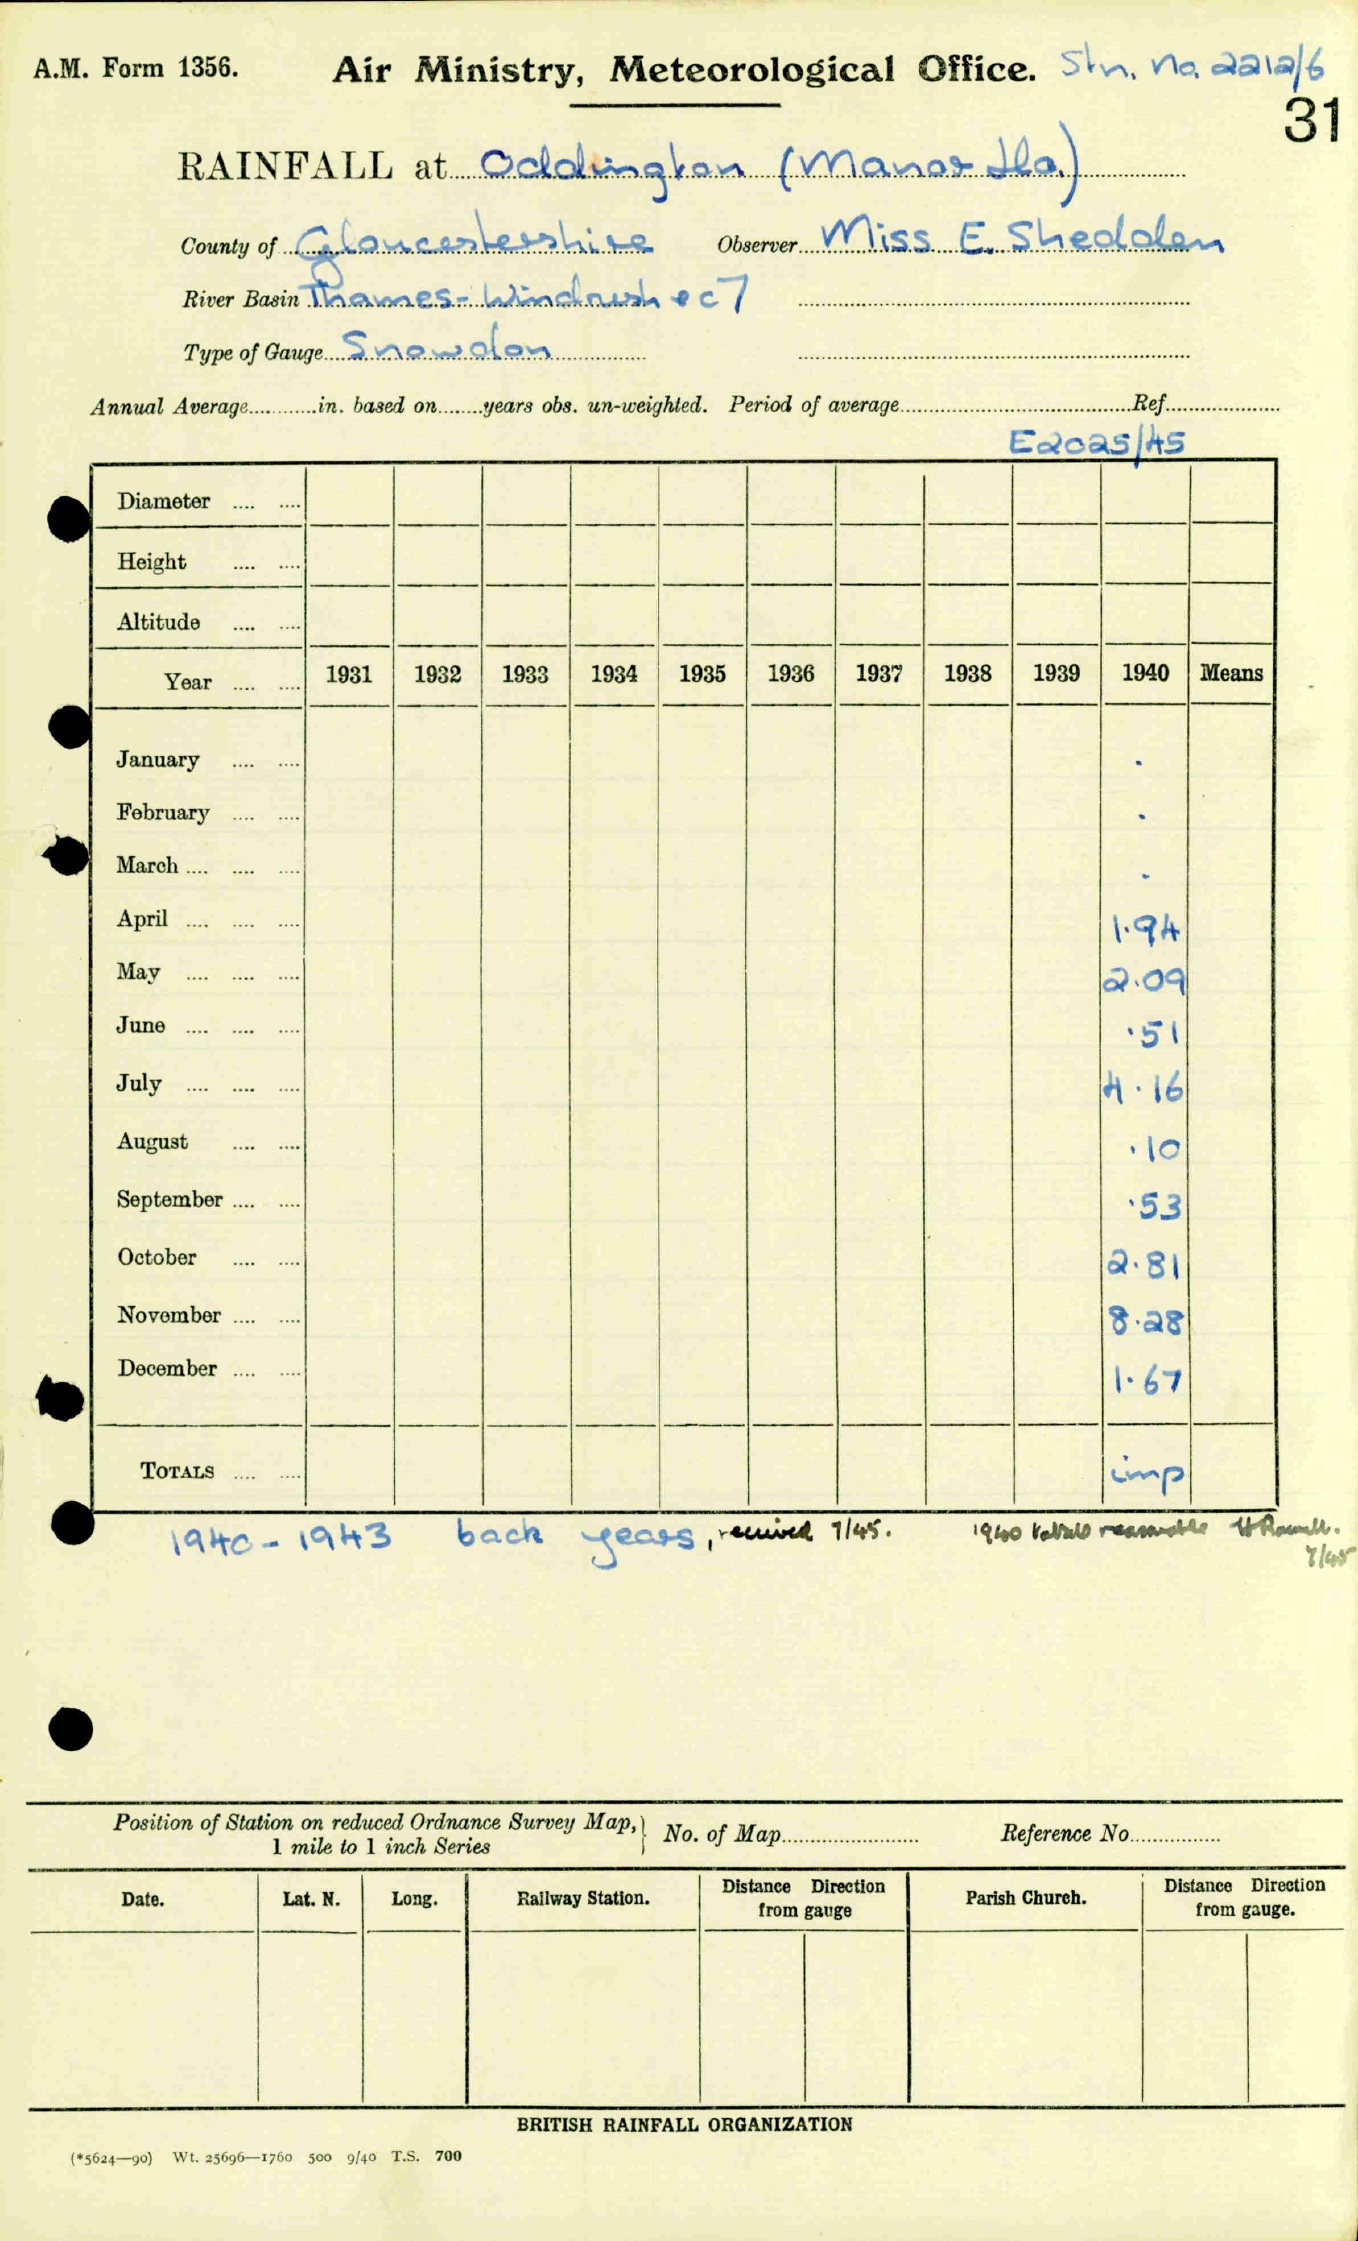 A.M. Form 1356. Air Ministry, Meteorological Office. Stn. No. 2212/6
31
RAINFALL at Oddington (Manor Ho.)
County of Gloucestershire Observer Miss E. Shedden
River Basin Thames - Windrush & C 7
Type of Gauge Snowdon
Annual Average in. based on years obs. un-weighted. Period of average Ref.
E2025/45
Diameter
Height
Altitude
Year 1931 1932 1933 1934 1935 1936 1937 1938 1939 1940 Means
January .
February .
March .
April 1.94
May 2.09
June .51
July 4.16
August .10
September .53
October 2.81
November 8.28
December 1.67
TOTALS imp
1940 - 1943 back years, received 7/45. 1940 totals reasonable
7/45
Position of Station on reduced Ordnance Survey Map, } No. of Map Reference No.
1 mile to 1 inch Series
Date. Lat. N. Long. Railway Station. Distance Direction from gauge Parish Church. Distance Direction from gauge.
BRITISH RAINFALL ORGANIZATION
(*5624—90) Wt. 25696—1760 500 9/40 T.S. 700